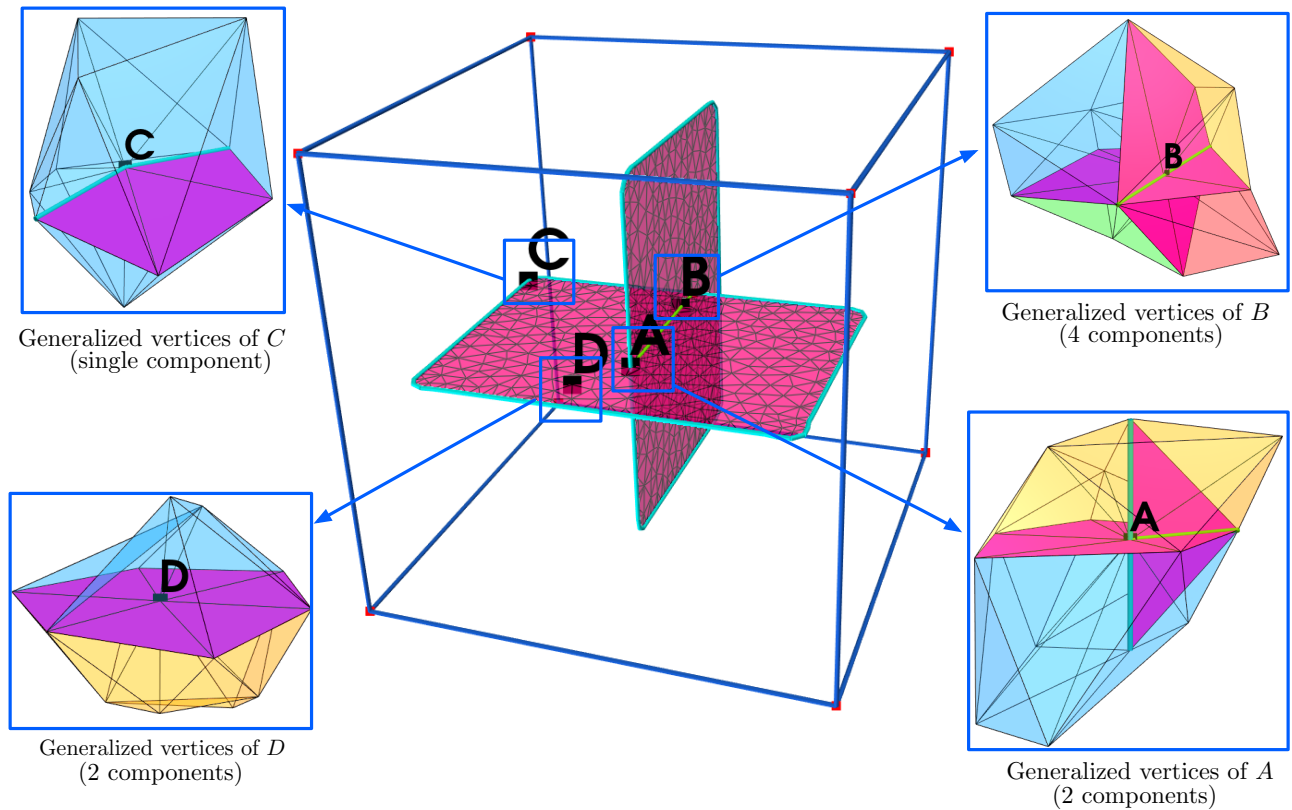 C
Generalized vertices of C
(single component)
B
Generalized vertices of B
(4 components)
C
B
A
D
D
Generalized vertices of D
(2 components)
A
Generalized vertices of A
(2 components)